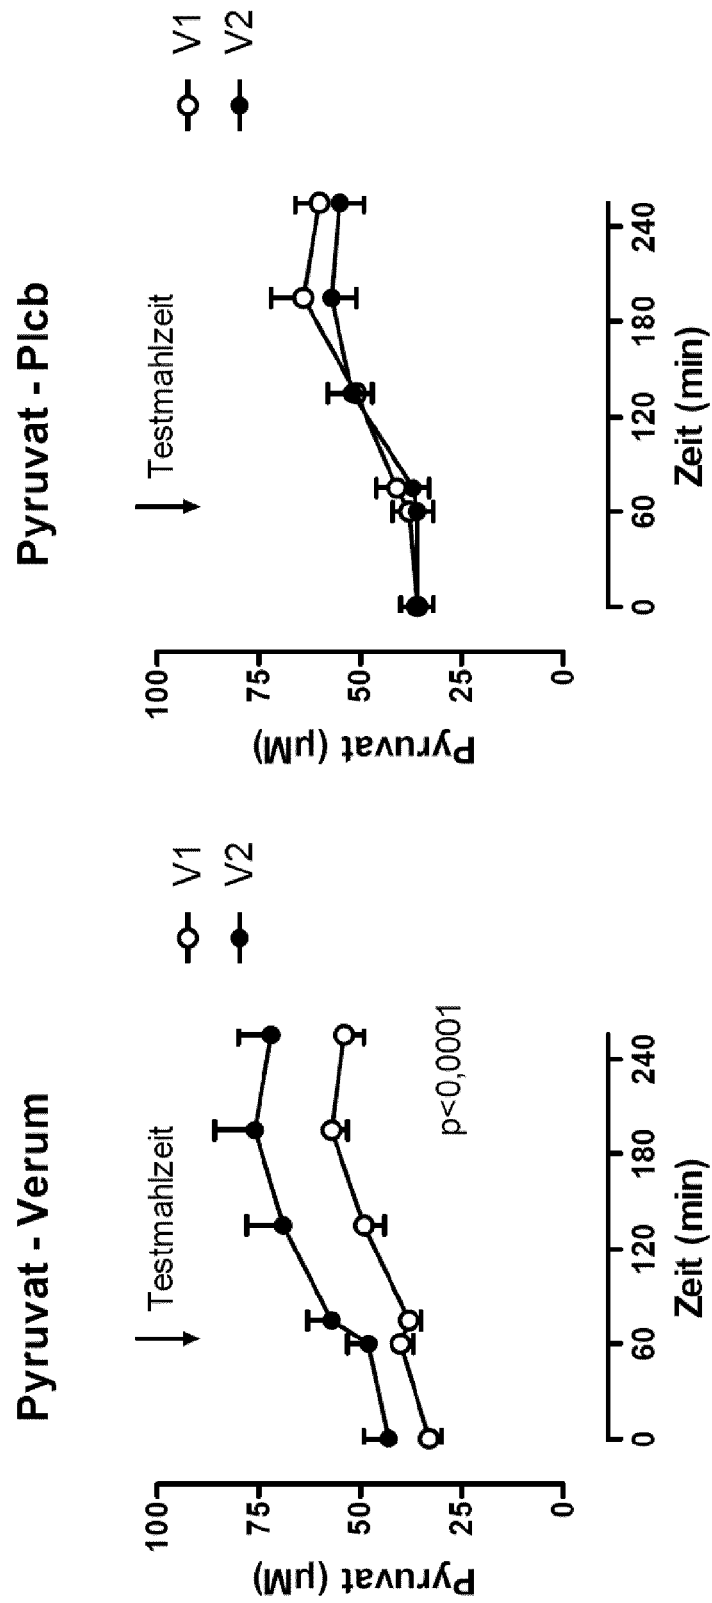 Pyruvat - Verum
Testmahlzeit
V1
V2
Pyruvat (µM)
100
75
50
25
0
p<0,0001
0 60 120 180 240
Zeit (min)
Pyruvat - Plcb
Testmahlzeit
V1
V2
Pyruvat (µM)
100
75
50
25
0
0 60 120 180 240
Zeit (min)